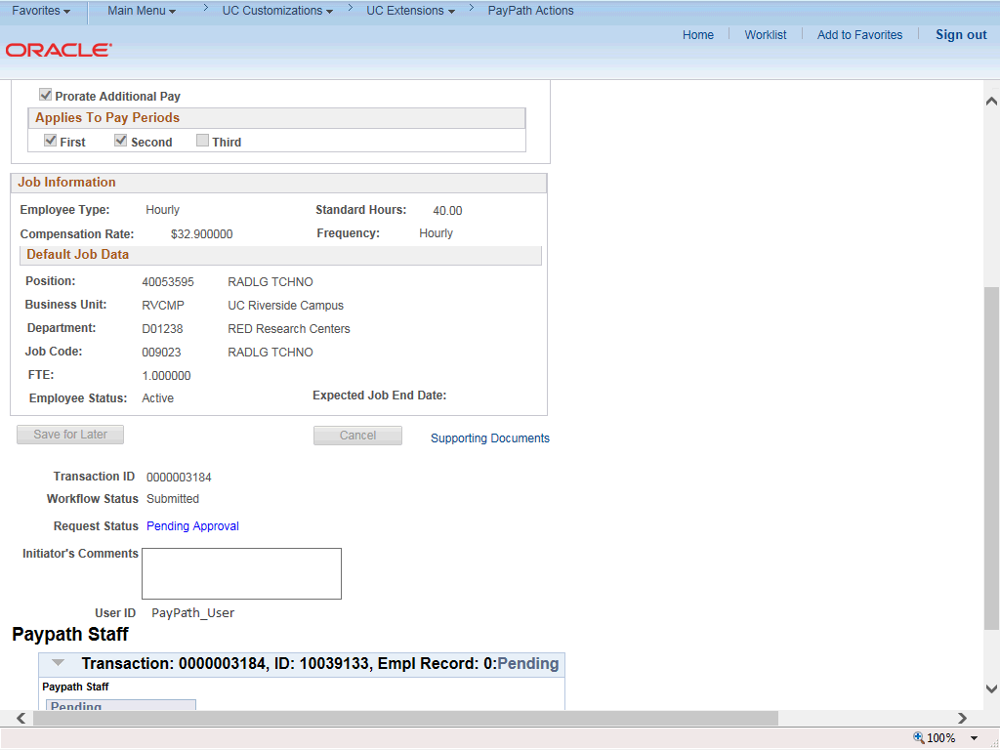 Favorites Main Menu > UC Customizations > UC Extensions > PayPath Actions
Home Worklist Add to Favorites Sign out
ORACLE
Prorate Additional Pay
Applies To Pay Periods
First Second Third
Job Information
Employee Type: Hourly Standard Hours: 40.00
Compensation Rate: $32.900000 Frequency: Hourly
Default Job Data
Position: 40053595 RADLG TCHNO
Business Unit: RVCMP UC Riverside Campus
Department: D01238 RED Research Centers
Job Code: 009023 RADLG TCHNO
FTE: 1.000000
Employee Status: Active Expected Job End Date:
Save for Later Cancel Supporting Documents
Transaction ID 0000003184
Workflow Status Submitted
Request Status Pending Approval
Initiator's Comments
User ID PayPath_User
Paypath Staff
Transaction: 0000003184, ID: 10039133, Empl Record: 0:Pending
Paypath Staff
Pending
100%